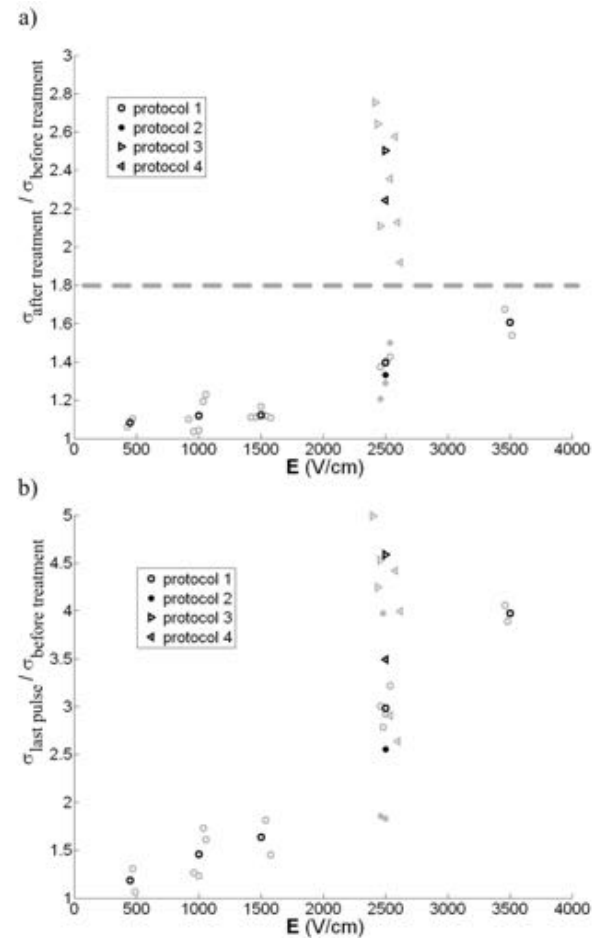 a)
σafter treatment / σbefore treatment
3
2.8
2.6
2.4
2.2
2
1.8
1.6
1.4
1.2
1
protocol 1
protocol 2
protocol 3
protocol 4
0 500 1000 1500 2000 2500 3000 3500 4000
E (V/cm)
b)
σlast pulse / σbefore treatment
5
4.5
4
3.5
3
2.5
2
1.5
1
protocol 1
protocol 2
protocol 3
protocol 4
0 500 1000 1500 2000 2500 3000 3500 4000
E (V/cm)